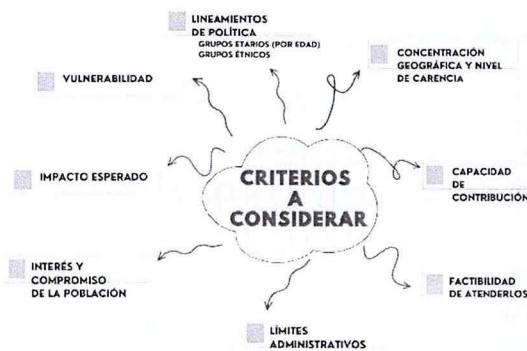 LINEAMIENTOS
DE POLÍTICA
GRUPOS ETARIOS (POR EDAD)
GRUPOS ÉTNICOS
CONCENTRACIÓN
GEOGRÁFICA Y NIVEL
DE CARENCIA
VULNERABILIDAD
IMPACTO ESPERADO
CRITERIOS
A
CONSIDERAR
CAPACIDAD
DE
CONTRIBUCIÓN
INTERÉS Y
COMPROMISO
DE LA POBLACIÓN
FACTIBILIDAD
DE ATENDERLOS
LÍMITES
ADMINISTRATIVOS